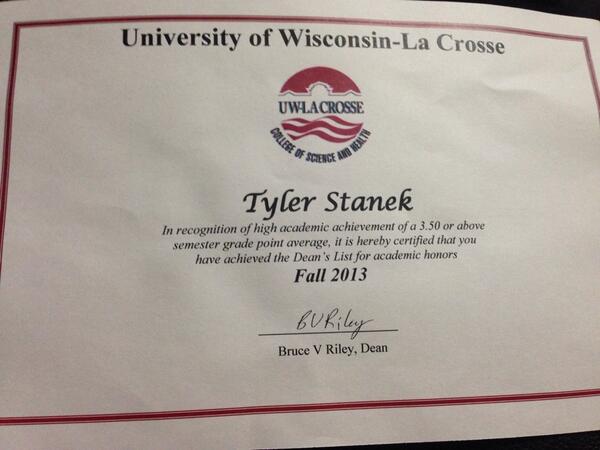 University of Wisconsin-La Crosse
UW-LA CROSSE
COLLEGE OF SCIENCE AND HEALTH
Tyler Stanek
In recognition of high academic achievement of a 3.50 or above
semester grade point average, it is hereby certified that you
have achieved the Dean's List for academic honors
Fall 2013
BVRiley
Bruce V Riley, Dean